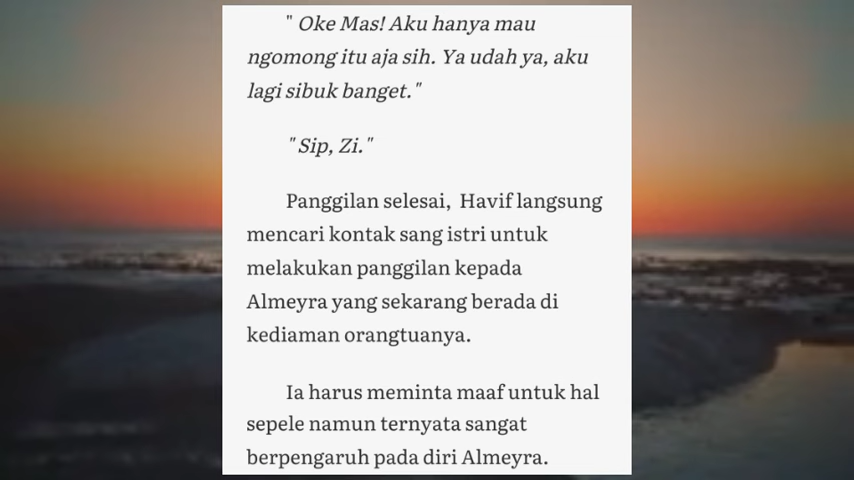 " Oke Mas! Aku hanya mau
ngomong itu aja sih. Ya udah ya, aku
lagi sibuk banget."
"Sip, Zi."
Panggilan selesai, Havif langsung
mencari kontak sang istri untuk
melakukan panggilan kepada
Almeyra yang sekarang berada di
kediaman orangtuanya.
Ia harus meminta maaf untuk hal
sepele namun ternyata sangat
berpengaruh pada diri Almeyra.